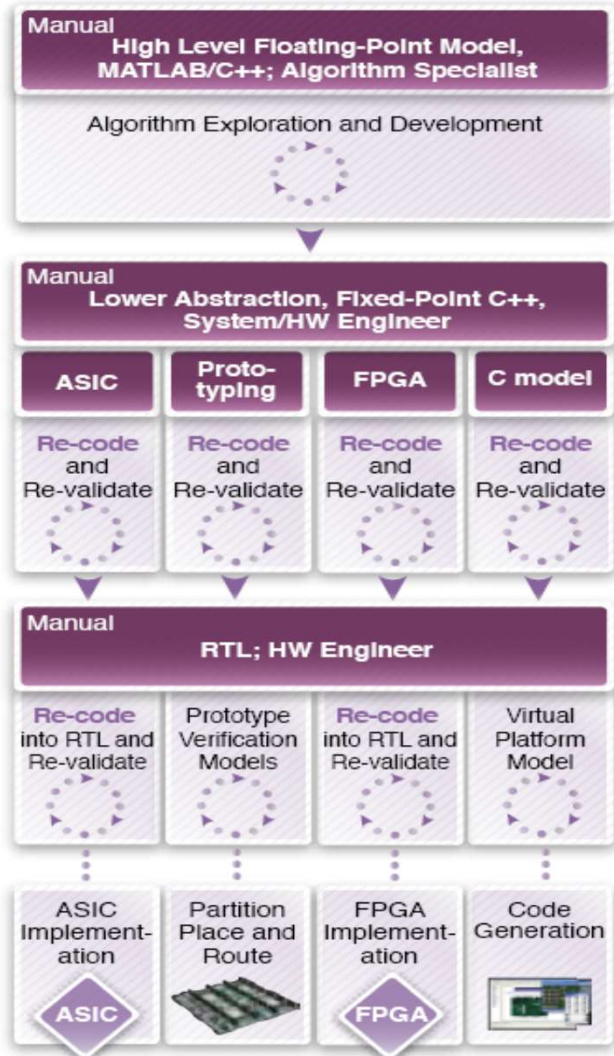 Manual
High Level Floating-Point Model,
MATLAB/C++; Algorithm Specialist
Algorithm Exploration and Development
Manual
Lower Abstraction, Fixed-Point C++,
System/HW Engineer
ASIC
Proto-
typing
FPGA
C model
Re-code
and
Re-validate
Re-code
and
Re-validate
Re-code
and
Re-validate
Re-code
and
Re-validate
Manual
RTL; HW Engineer
Re-code
into RTL and
Re-validate
Prototype
Verification
Models
Re-code
into RTL and
Re-validate
Virtual
Platform
Model
ASIC
Implement-
ation
ASIC
Partition
Place and
Route
FPGA
Implement-
ation
FPGA
Code
Generation